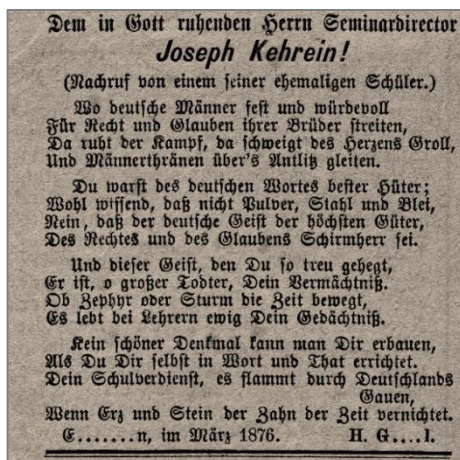 Dem in Gott ruhenden Herrn Seminardirector
Joseph Kehrein!
(Nachruf von einem seiner ehemaligen Schüler.)
Wo deutsche Männer fest und würdevoll
Für Recht und Glauben ihrer Brüder streiten,
Da ruht der Kampf, da schweigt des Herzens Groll,
Und Männerthränen über's Antlitz gleiten.
Du warst des deutschen Wortes bester Hüter;
Wohl wissend, daß nicht Pulver, Stahl und Blei,
Nein, daß der deutsche Geist der höchsten Güter,
Des Rechtes und des Glaubens Schirmherr sei.
Und dieser Geist, den Du so treu gehegt,
Er ist, o großer Todter, Dein Vermächtniß.
Ob Zephyr oder Sturm die Zeit bewegt,
Es lebt bei Lehrern ewig Dein Gedächtniß.
Kein schöner Denkmal kann man Dir erbauen,
Als Du Dir selbst in Wort und That errichtet.
Dein Schulverdienst, es flammt durch Deutschlands
Gauen,
Wenn Erz und Stein der Zahn der Zeit vernichtet.
E.......n, im März 1876. H. G....l.